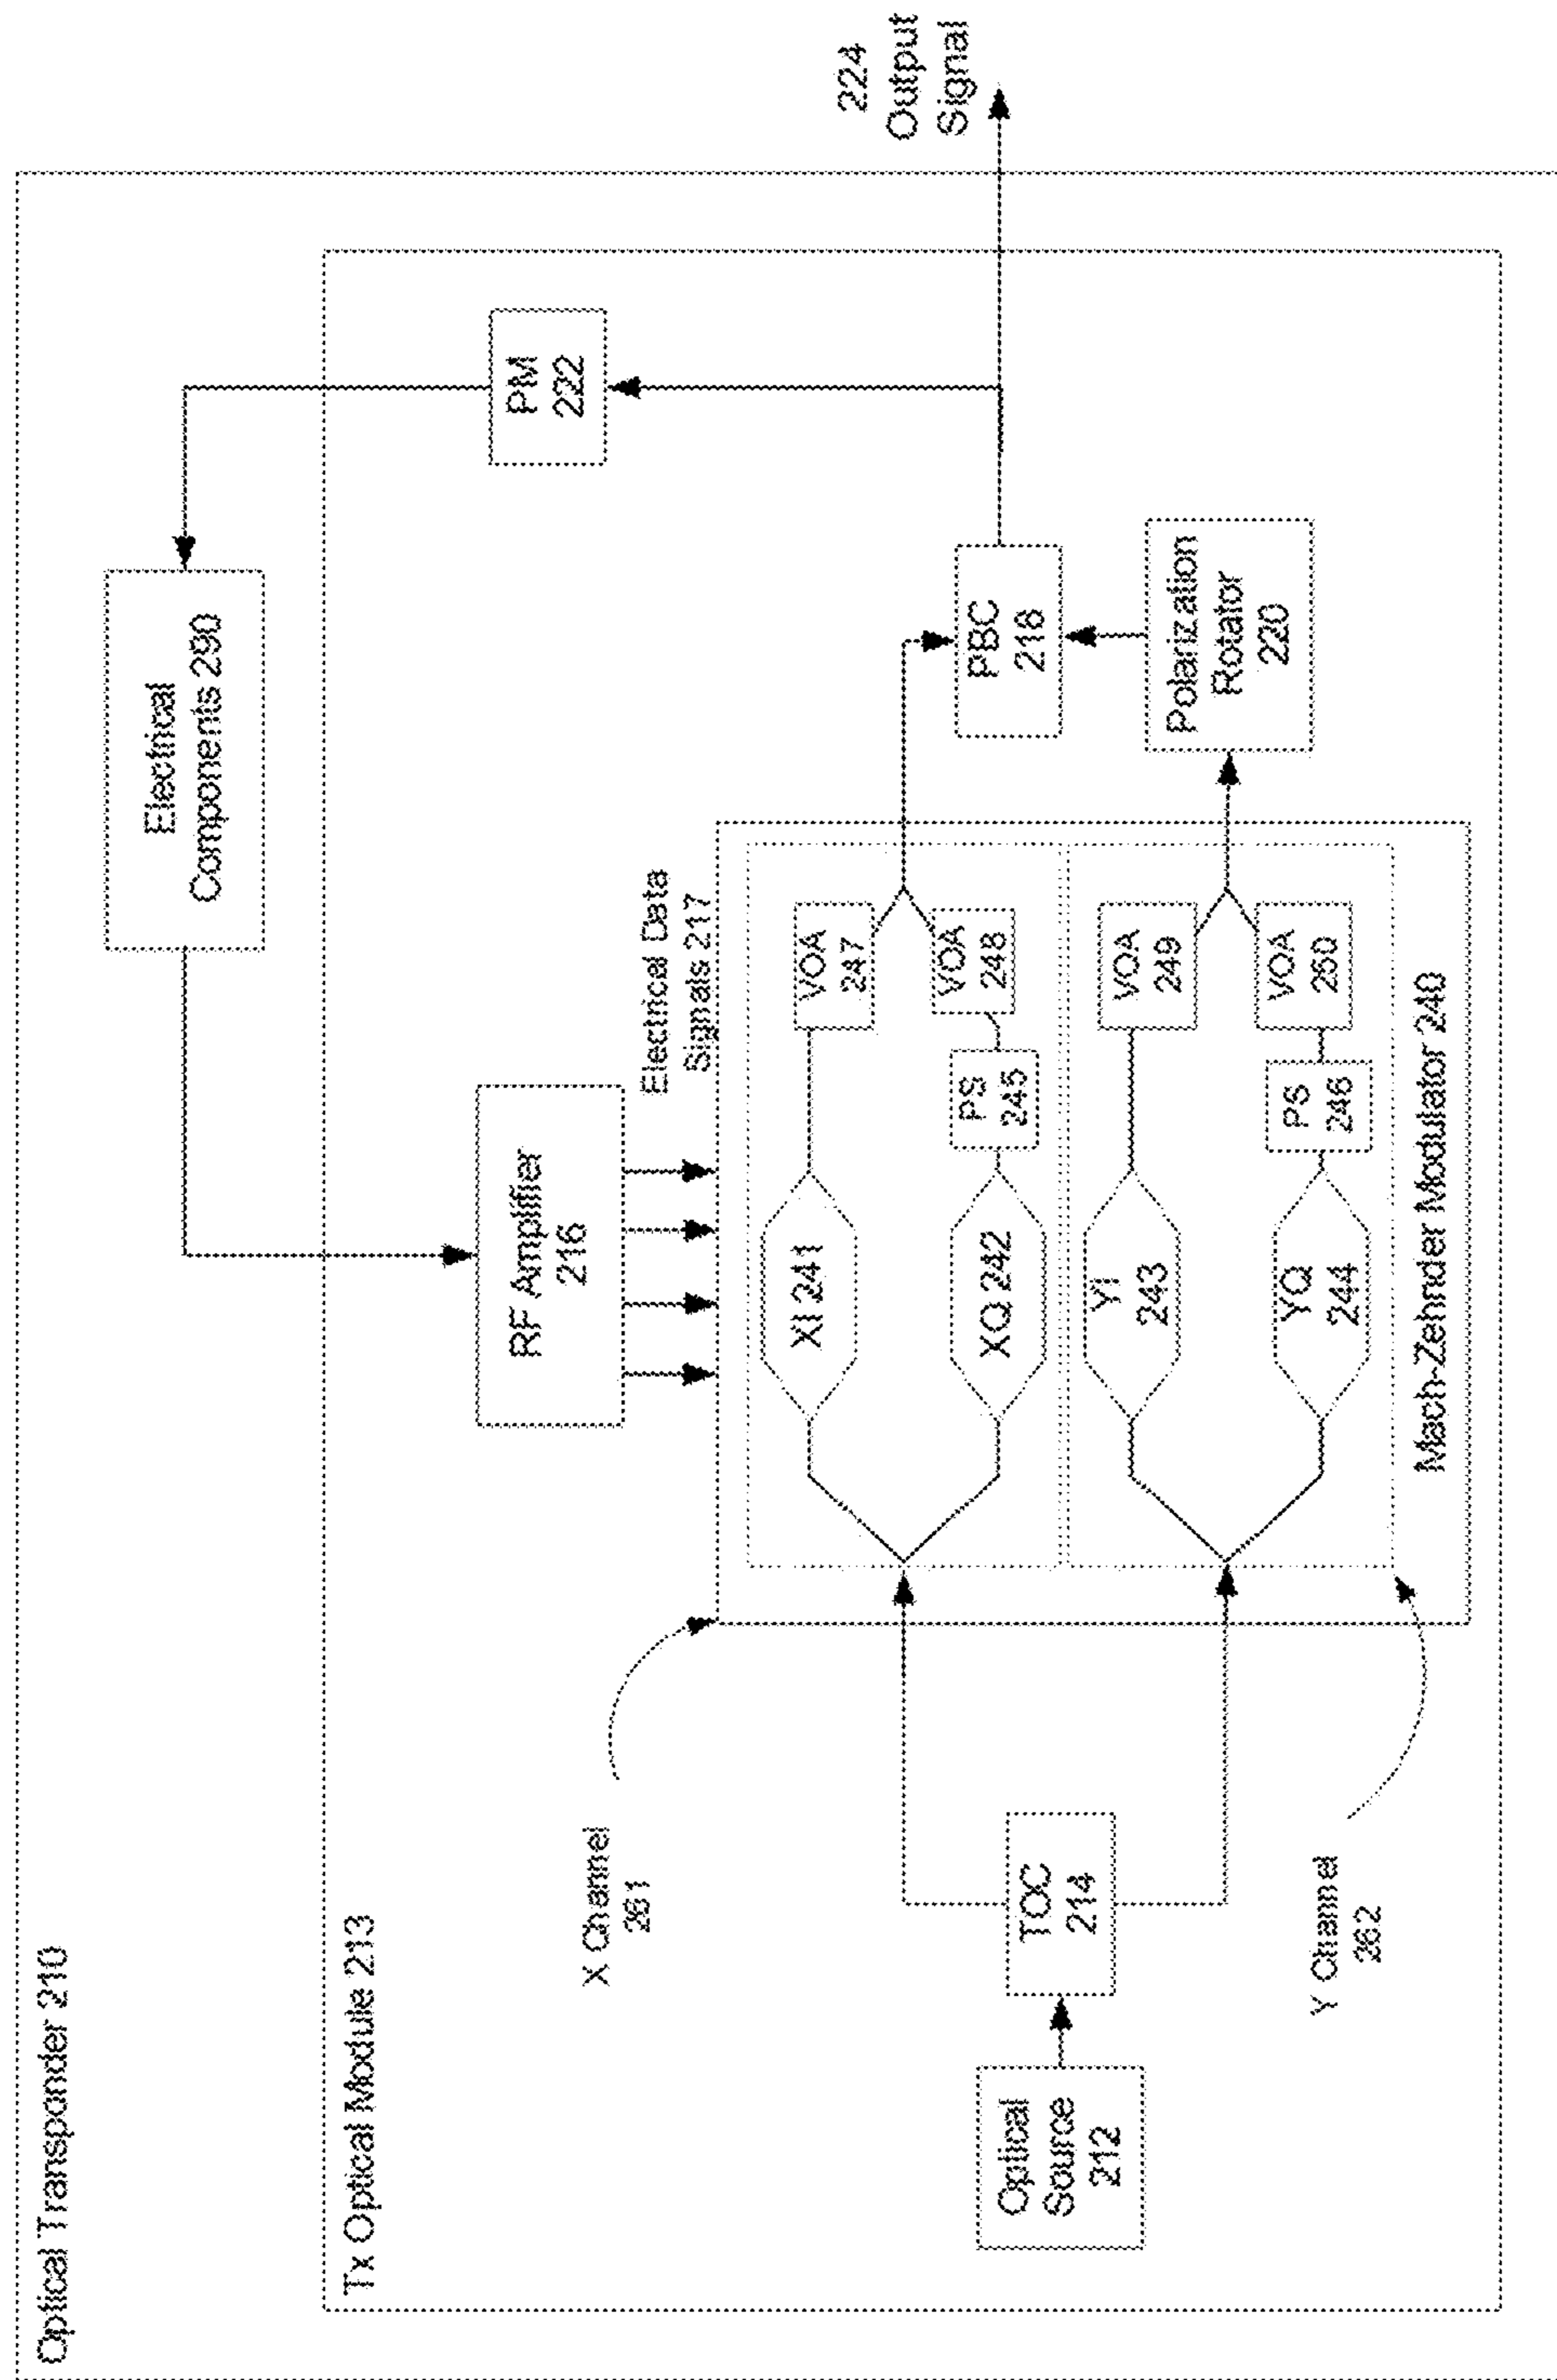 Optical Transponder 210
Electrical
Components 290
224
Output
Signal
Tx Optical Module 213
RF Amplifier
216
PM
222
Electrical Data
Signals 217
X Channel
261
XI 241
VOA
247
XQ 242
PS
245
VOA
248
PBC
218
Optical
Source
212
TOC
214
YI
243
VOA
249
Polarization
Rotator
220
YQ
244
PS
246
VOA
250
Y Channel
262
Mach-Zehnder Modulator 240